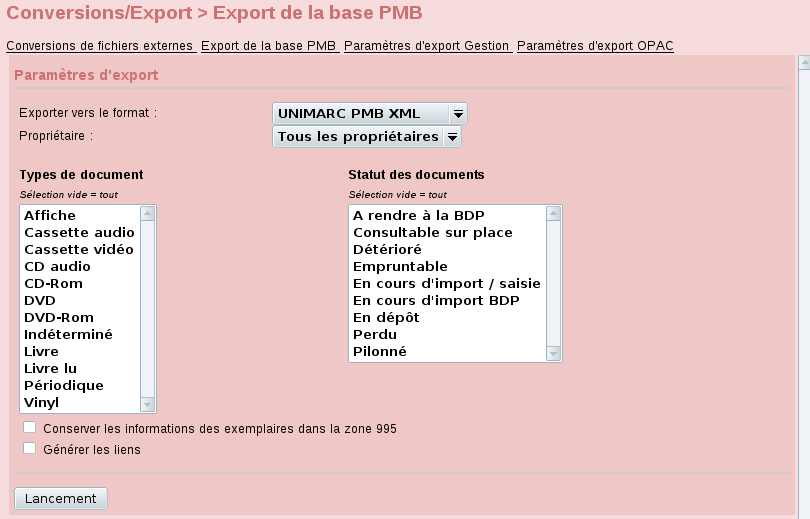 Conversions/Export > Export de la base PMB
Conversions de fichiers externes Export de la base PMB Paramètres d'export Gestion Paramètres d'export OPAC
Paramètres d'export
Exporter vers le format : UNIMARC PMB XML
Propriétaire : Tous les propriétaires
Types de document
Sélection vide = tout
Affiche
Cassette audio
Cassette vidéo
CD audio
CD-Rom
DVD
DVD-Rom
Indéterminé
Livre
Livre lu
Périodique
Vinyl
Statut des documents
Sélection vide = tout
A rendre à la BDP
Consultable sur place
Détérioré
Empruntable
En cours d'import / saisie
En cours d'import BDP
En dépôt
Perdu
Pilonné
Conserver les informations des exemplaires dans la zone 995
Générer les liens
Lancement